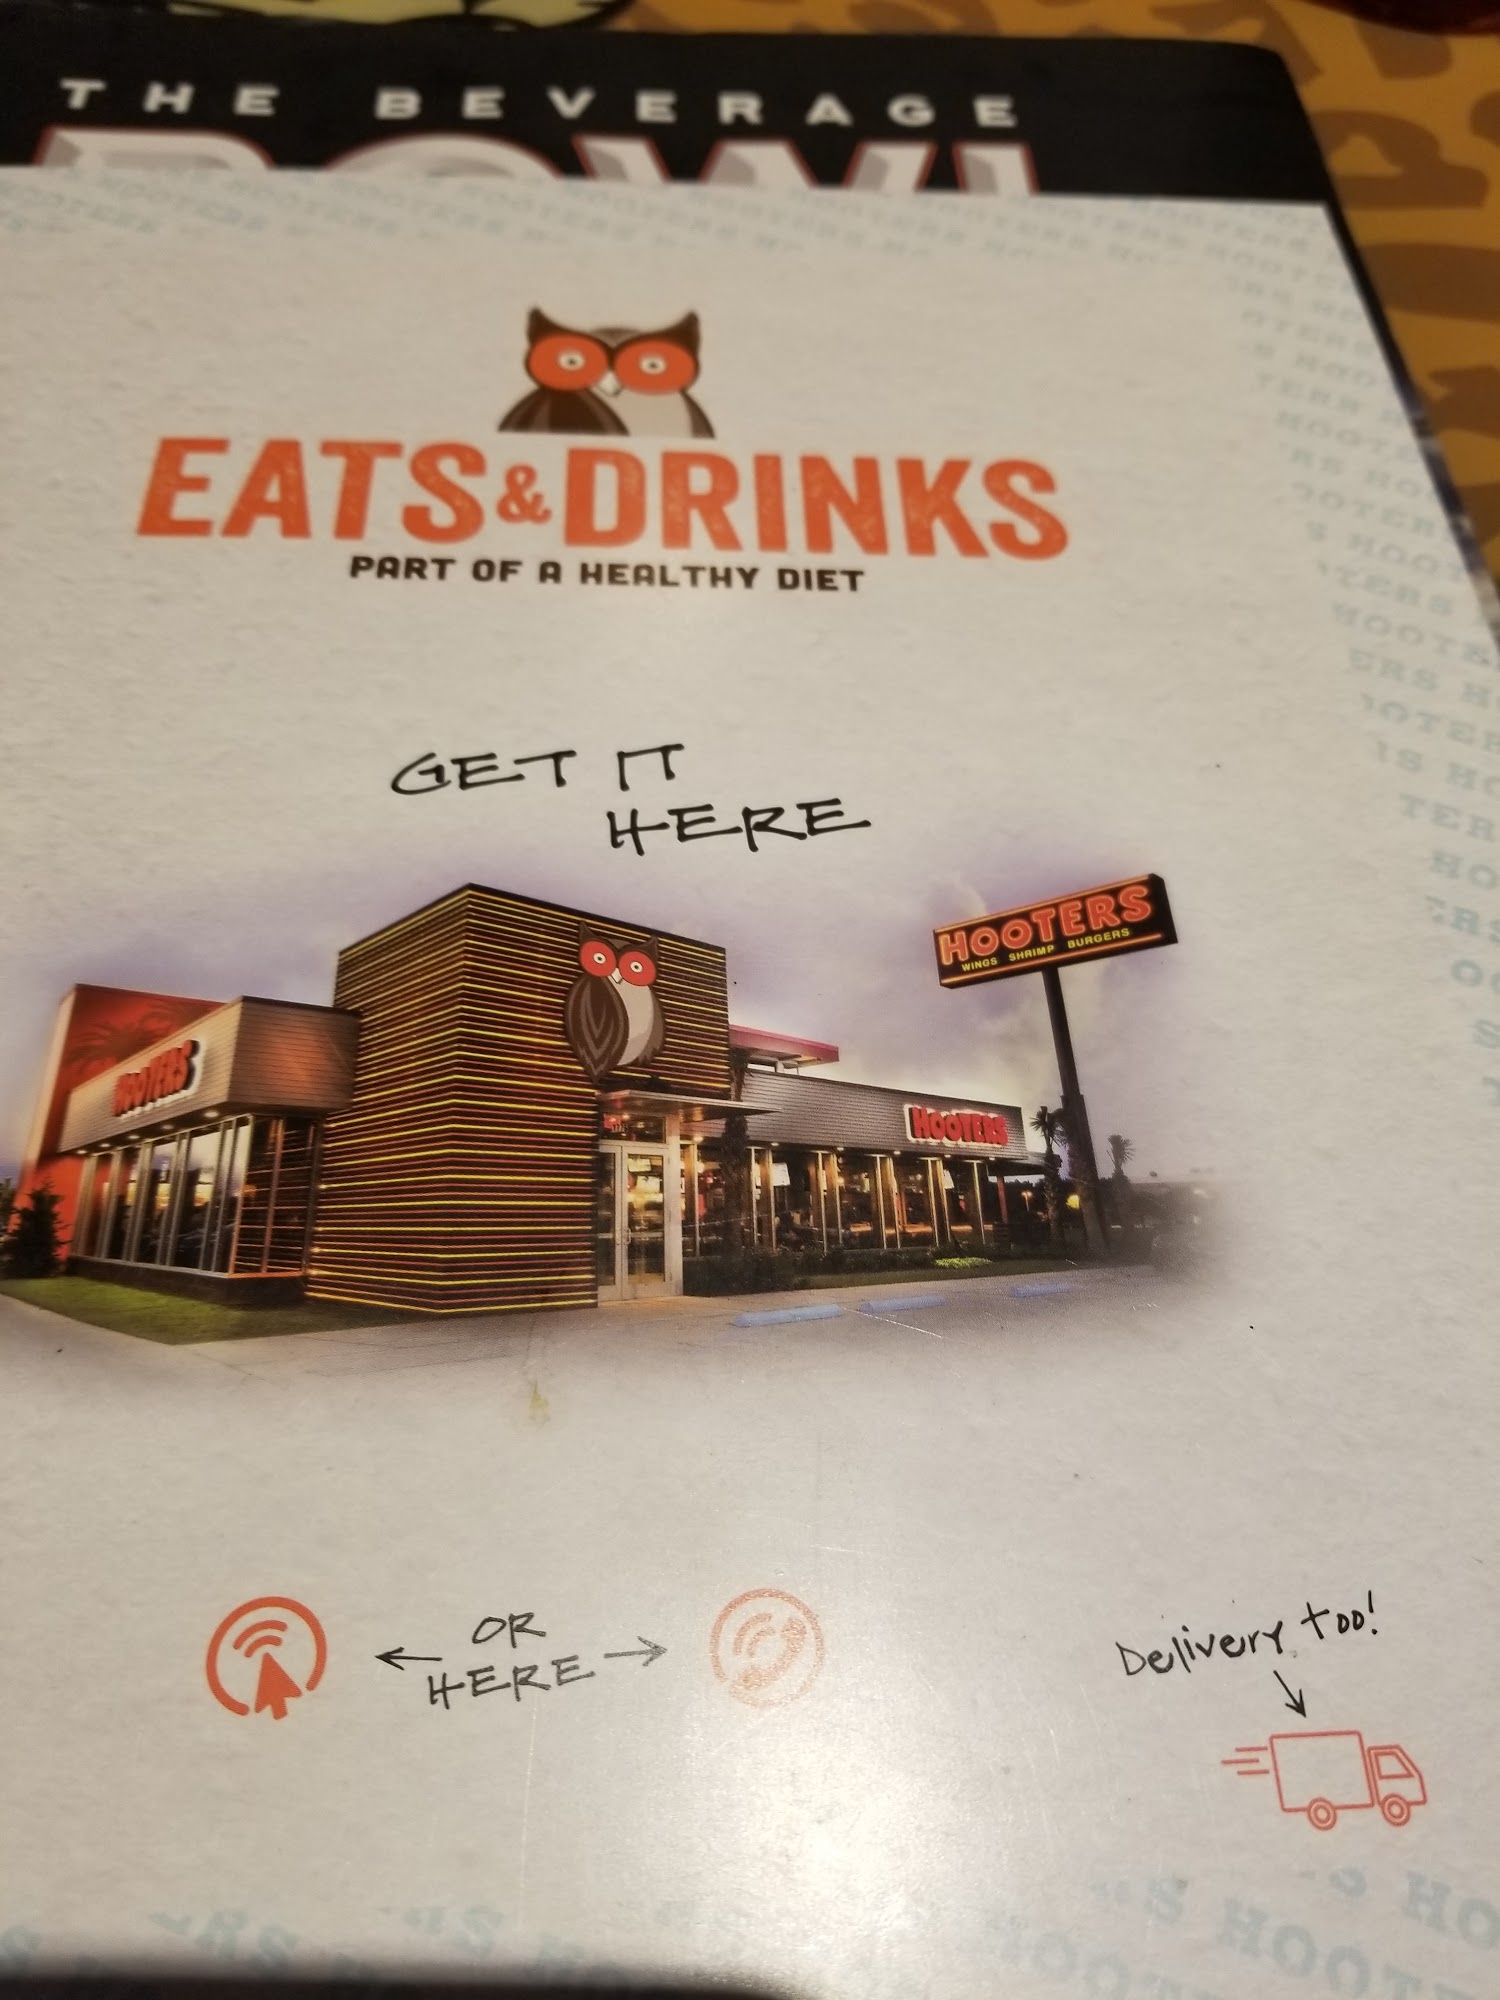 THE BEVERAGE
EATS & DRINKS
PART OF A HEALTHY DIET
GET IT
HERE
HOOTERS
WINGS SHRIMP BURGERS
HOOTERS
HOOTERS
OR
HERE
Delivery too!